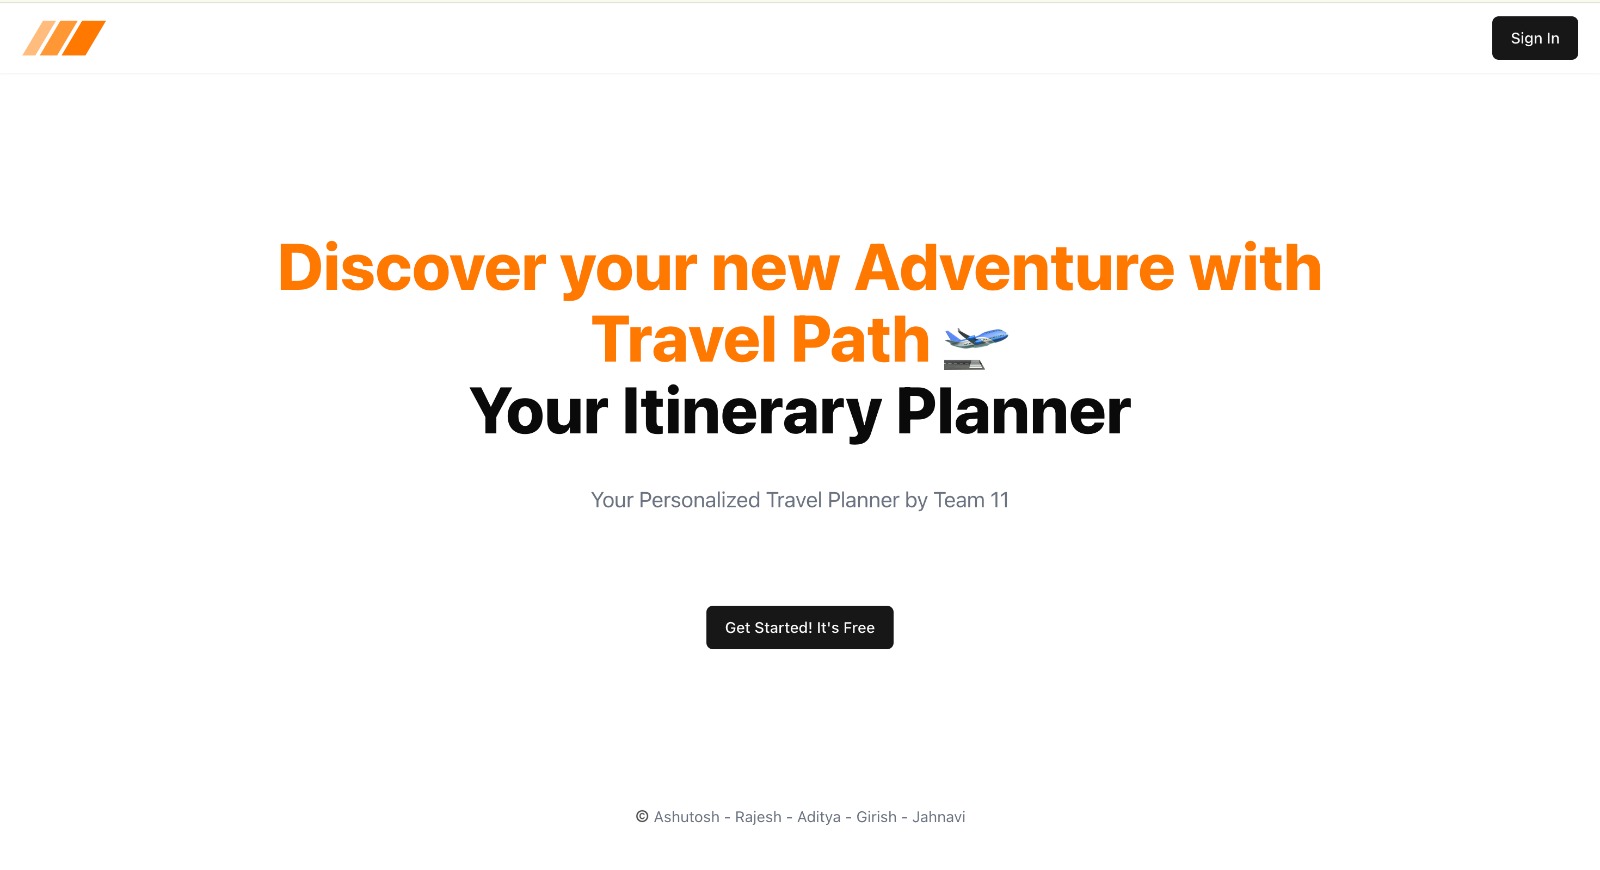 Sign In
Discover your new Adventure with
Travel Path 🛫
Your Itinerary Planner
Your Personalized Travel Planner by Team 11
Get Started! It's Free
© Ashutosh - Rajesh - Aditya - Girish - Jahnavi